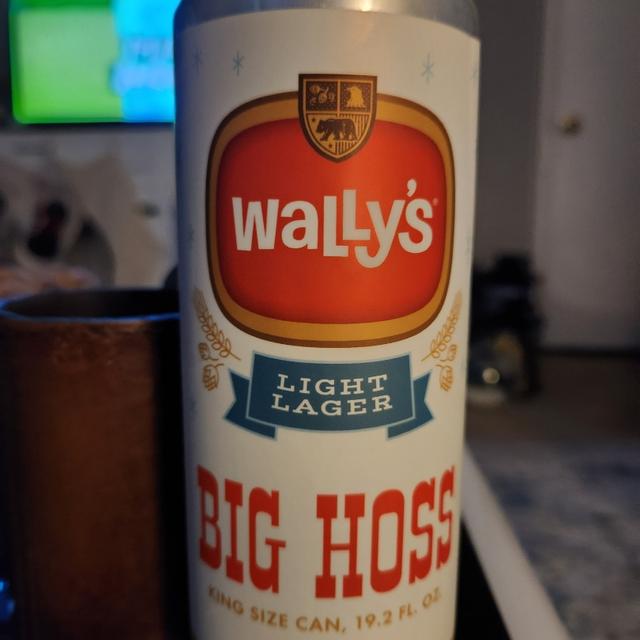 WaLLy's
LIGHT
LAGER
BIG HOSS
KING SIZE CAN, 19.2 FL. OZ.